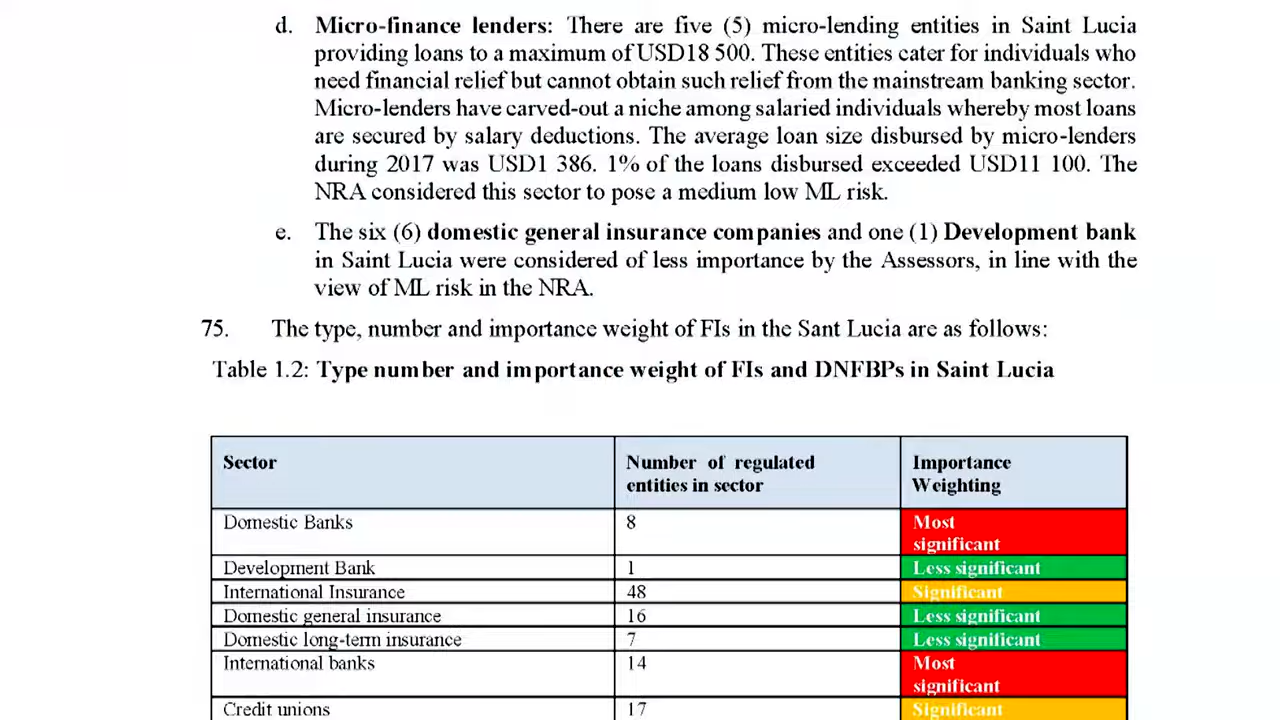 d. Micro-finance lenders: There are five (5) micro-lending entities in Saint Lucia
providing loans to a maximum of USD18 500. These entities cater for individuals who
need financial relief but cannot obtain such relief from the mainstream banking sector.
Micro-lenders have carved-out a niche among salaried individuals whereby most loans
are secured by salary deductions. The average loan size disbursed by micro-lenders
during 2017 was USD1 386. 1% of the loans disbursed exceeded USD11 100. The
NRA considered this sector to pose a medium low ML risk.
e. The six (6) domestic general insurance companies and one (1) Development bank
in Saint Lucia were considered of less importance by the Assessors, in line with the
view of ML risk in the NRA.
75. The type, number and importance weight of FIs in the Sant Lucia are as follows:
Table 1.2: Type number and importance weight of FIs and DNFBPs in Saint Lucia
Sector Number of regulated entities in sector Importance Weighting
Domestic Banks 8 Most significant
Development Bank 1 Less significant
International Insurance 48 Significant
Domestic general insurance 16 Less significant
Domestic long-term insurance 7 Less significant
International banks 14 Most significant
Credit unions 17 Significant